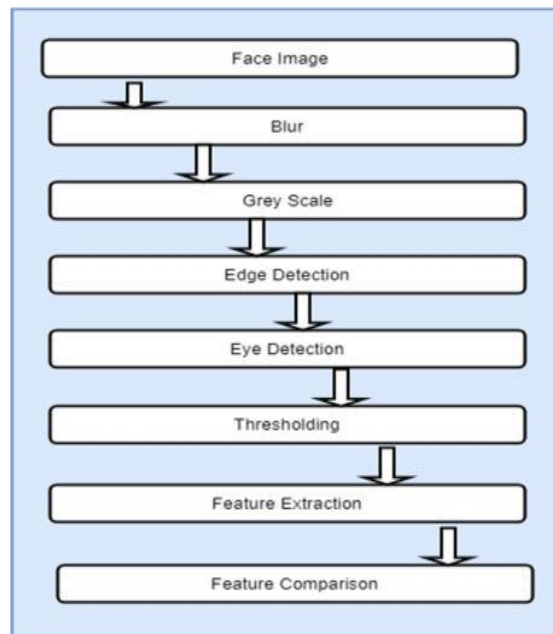 Face Image
Blur
Grey Scale
Edge Detection
Eye Detection
Thresholding
Feature Extraction
Feature Comparison